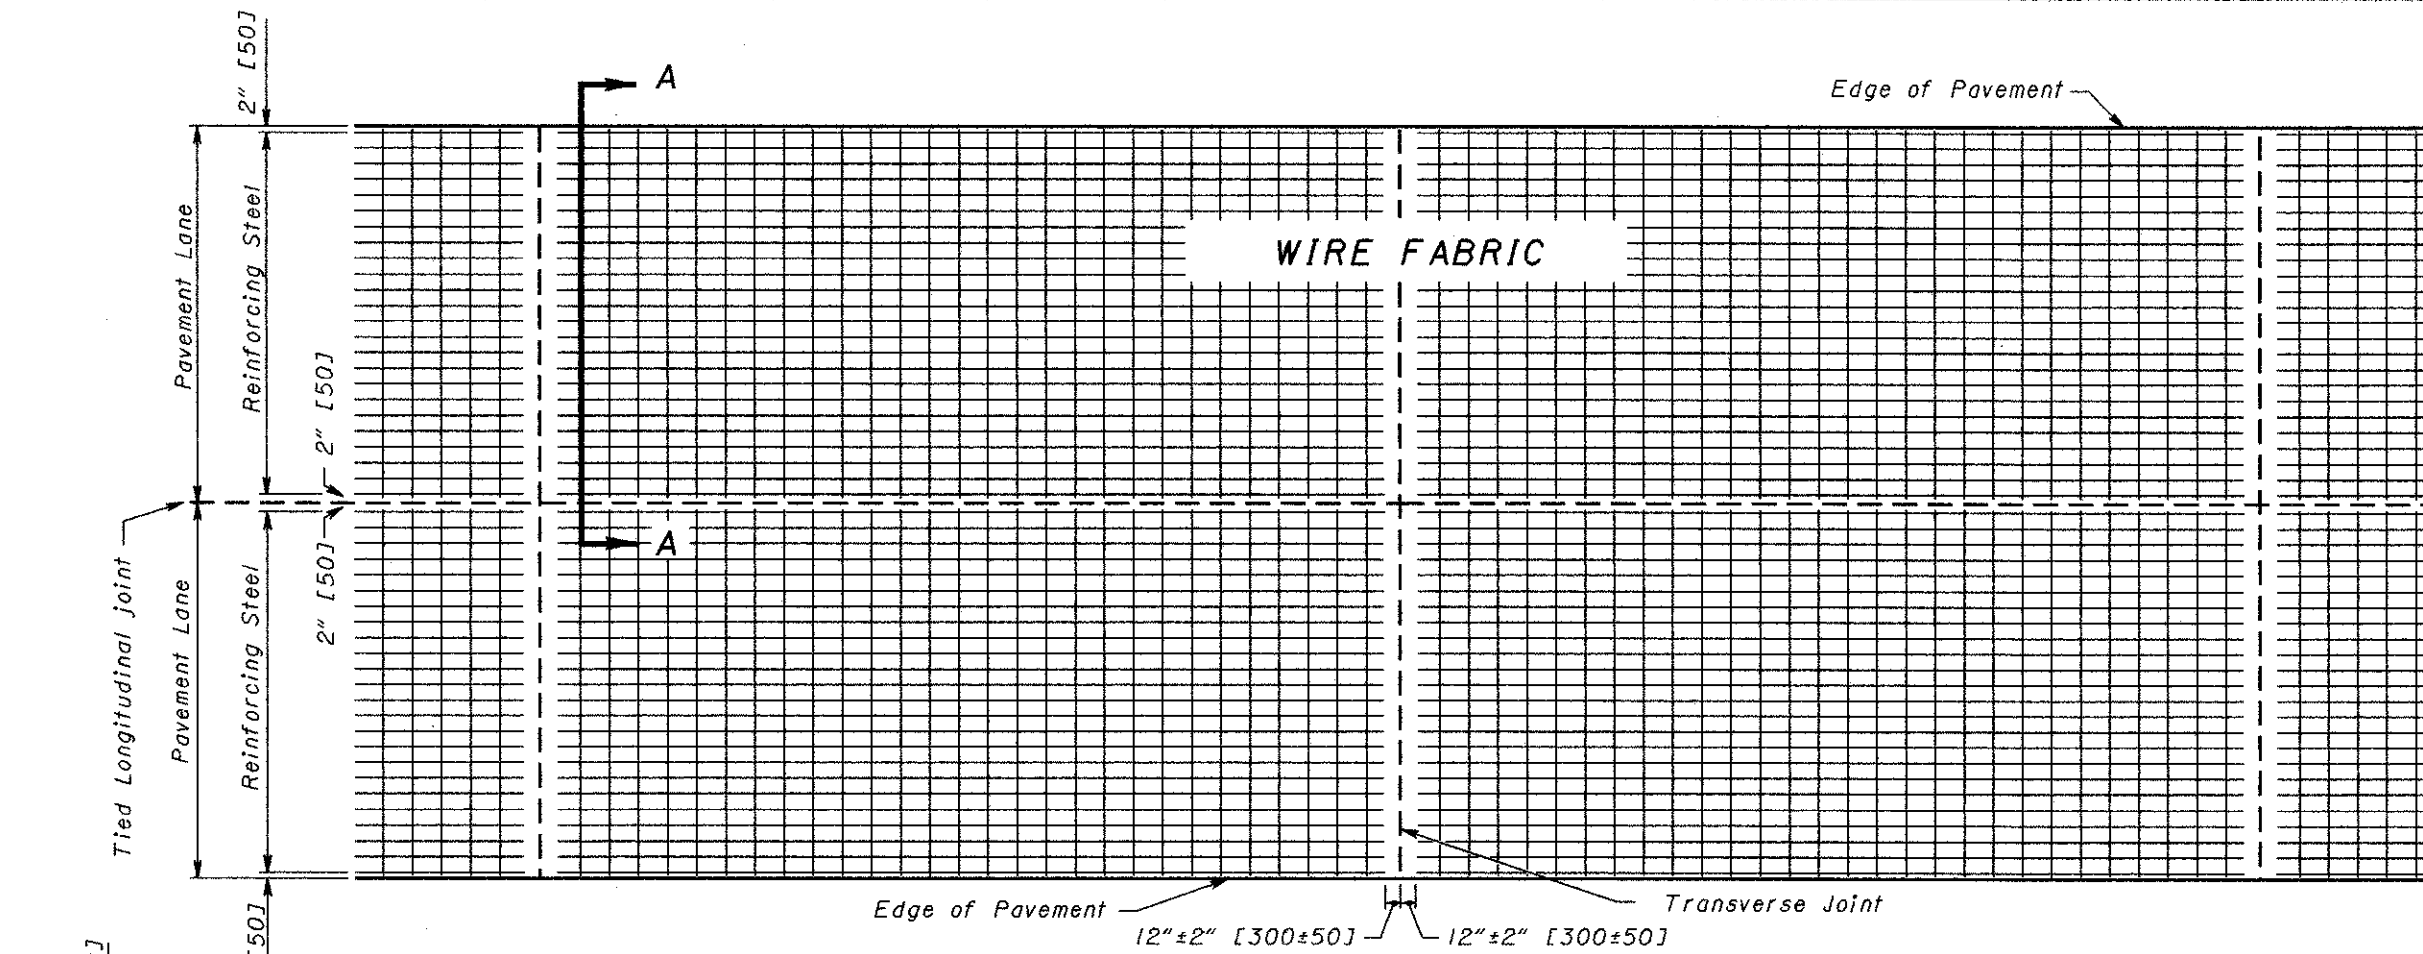 2" [50]
A
Edge of Pavement
WIRE FABRIC
Pavement Lane
Reinforcing Steel
2" [50]
A
2" [50]
Tied Longitudinal joint
Pavement Lane
Reinforcing Steel
Edge of Pavement
Transverse Joint
12"±2" [300±50]
12"±2" [300±50]
50]
]